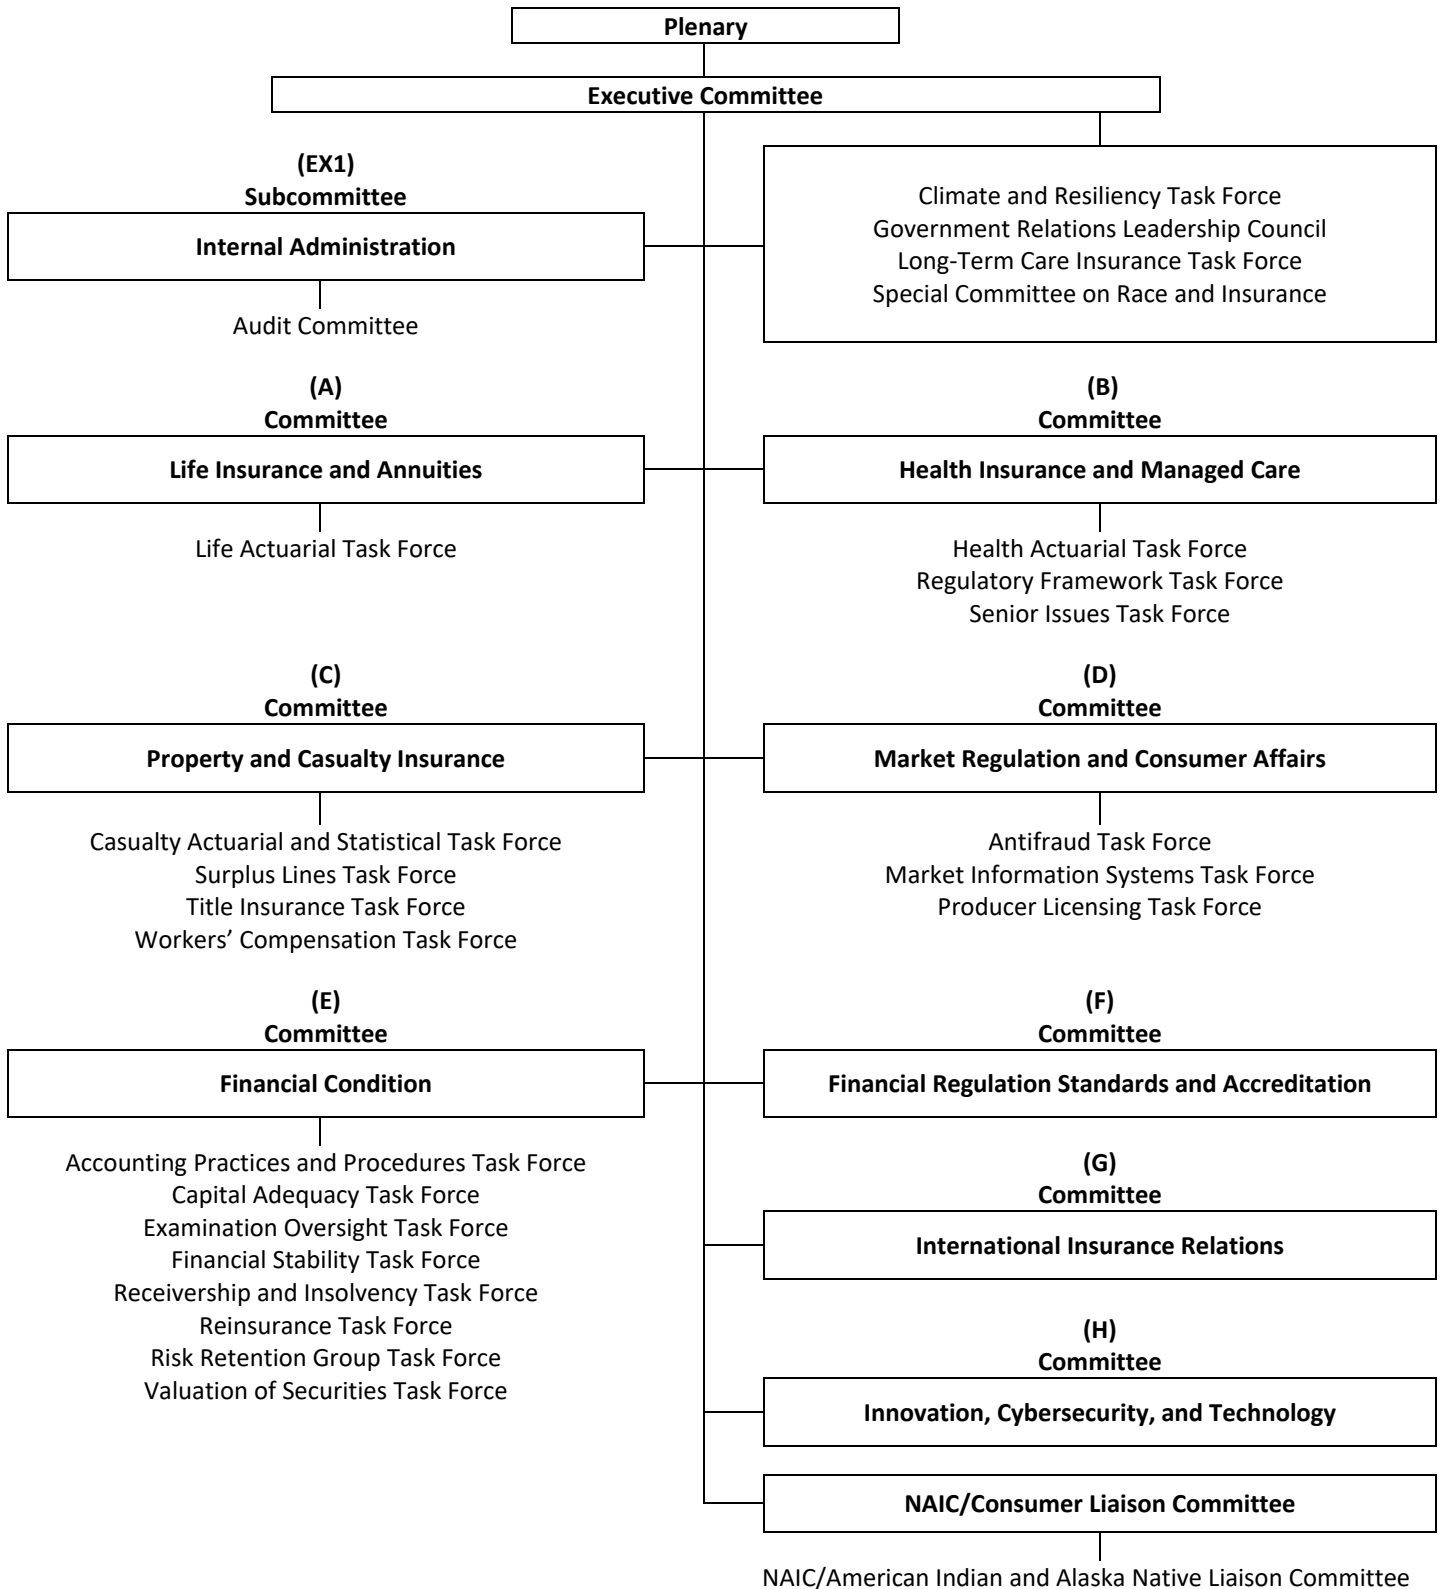 Plenary
Executive Committee
(EX1)
Subcommittee
Internal Administration
Audit Committee
Climate and Resiliency Task Force
Government Relations Leadership Council
Long-Term Care Insurance Task Force
Special Committee on Race and Insurance
(A)
Committee
Life Insurance and Annuities
Life Actuarial Task Force
(B)
Committee
Health Insurance and Managed Care
Health Actuarial Task Force
Regulatory Framework Task Force
Senior Issues Task Force
(C)
Committee
Property and Casualty Insurance
Casualty Actuarial and Statistical Task Force
Surplus Lines Task Force
Title Insurance Task Force
Workers’ Compensation Task Force
(D)
Committee
Market Regulation and Consumer Affairs
Antifraud Task Force
Market Information Systems Task Force
Producer Licensing Task Force
(E)
Committee
Financial Condition
Accounting Practices and Procedures Task Force
Capital Adequacy Task Force
Examination Oversight Task Force
Financial Stability Task Force
Receivership and Insolvency Task Force
Reinsurance Task Force
Risk Retention Group Task Force
Valuation of Securities Task Force
(F)
Committee
Financial Regulation Standards and Accreditation
(G)
Committee
International Insurance Relations
(H)
Committee
Innovation, Cybersecurity, and Technology
NAIC/Consumer Liaison Committee
NAIC/American Indian and Alaska Native Liaison Committee